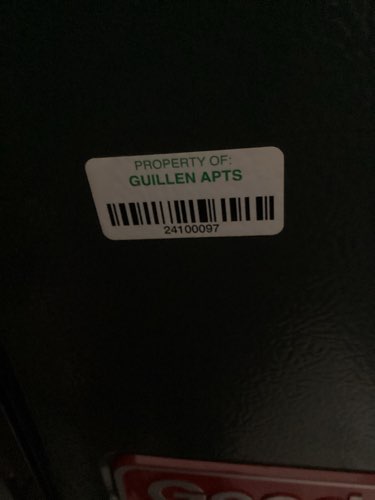 PROPERTY OF:
GUILLEN APTS
24100097